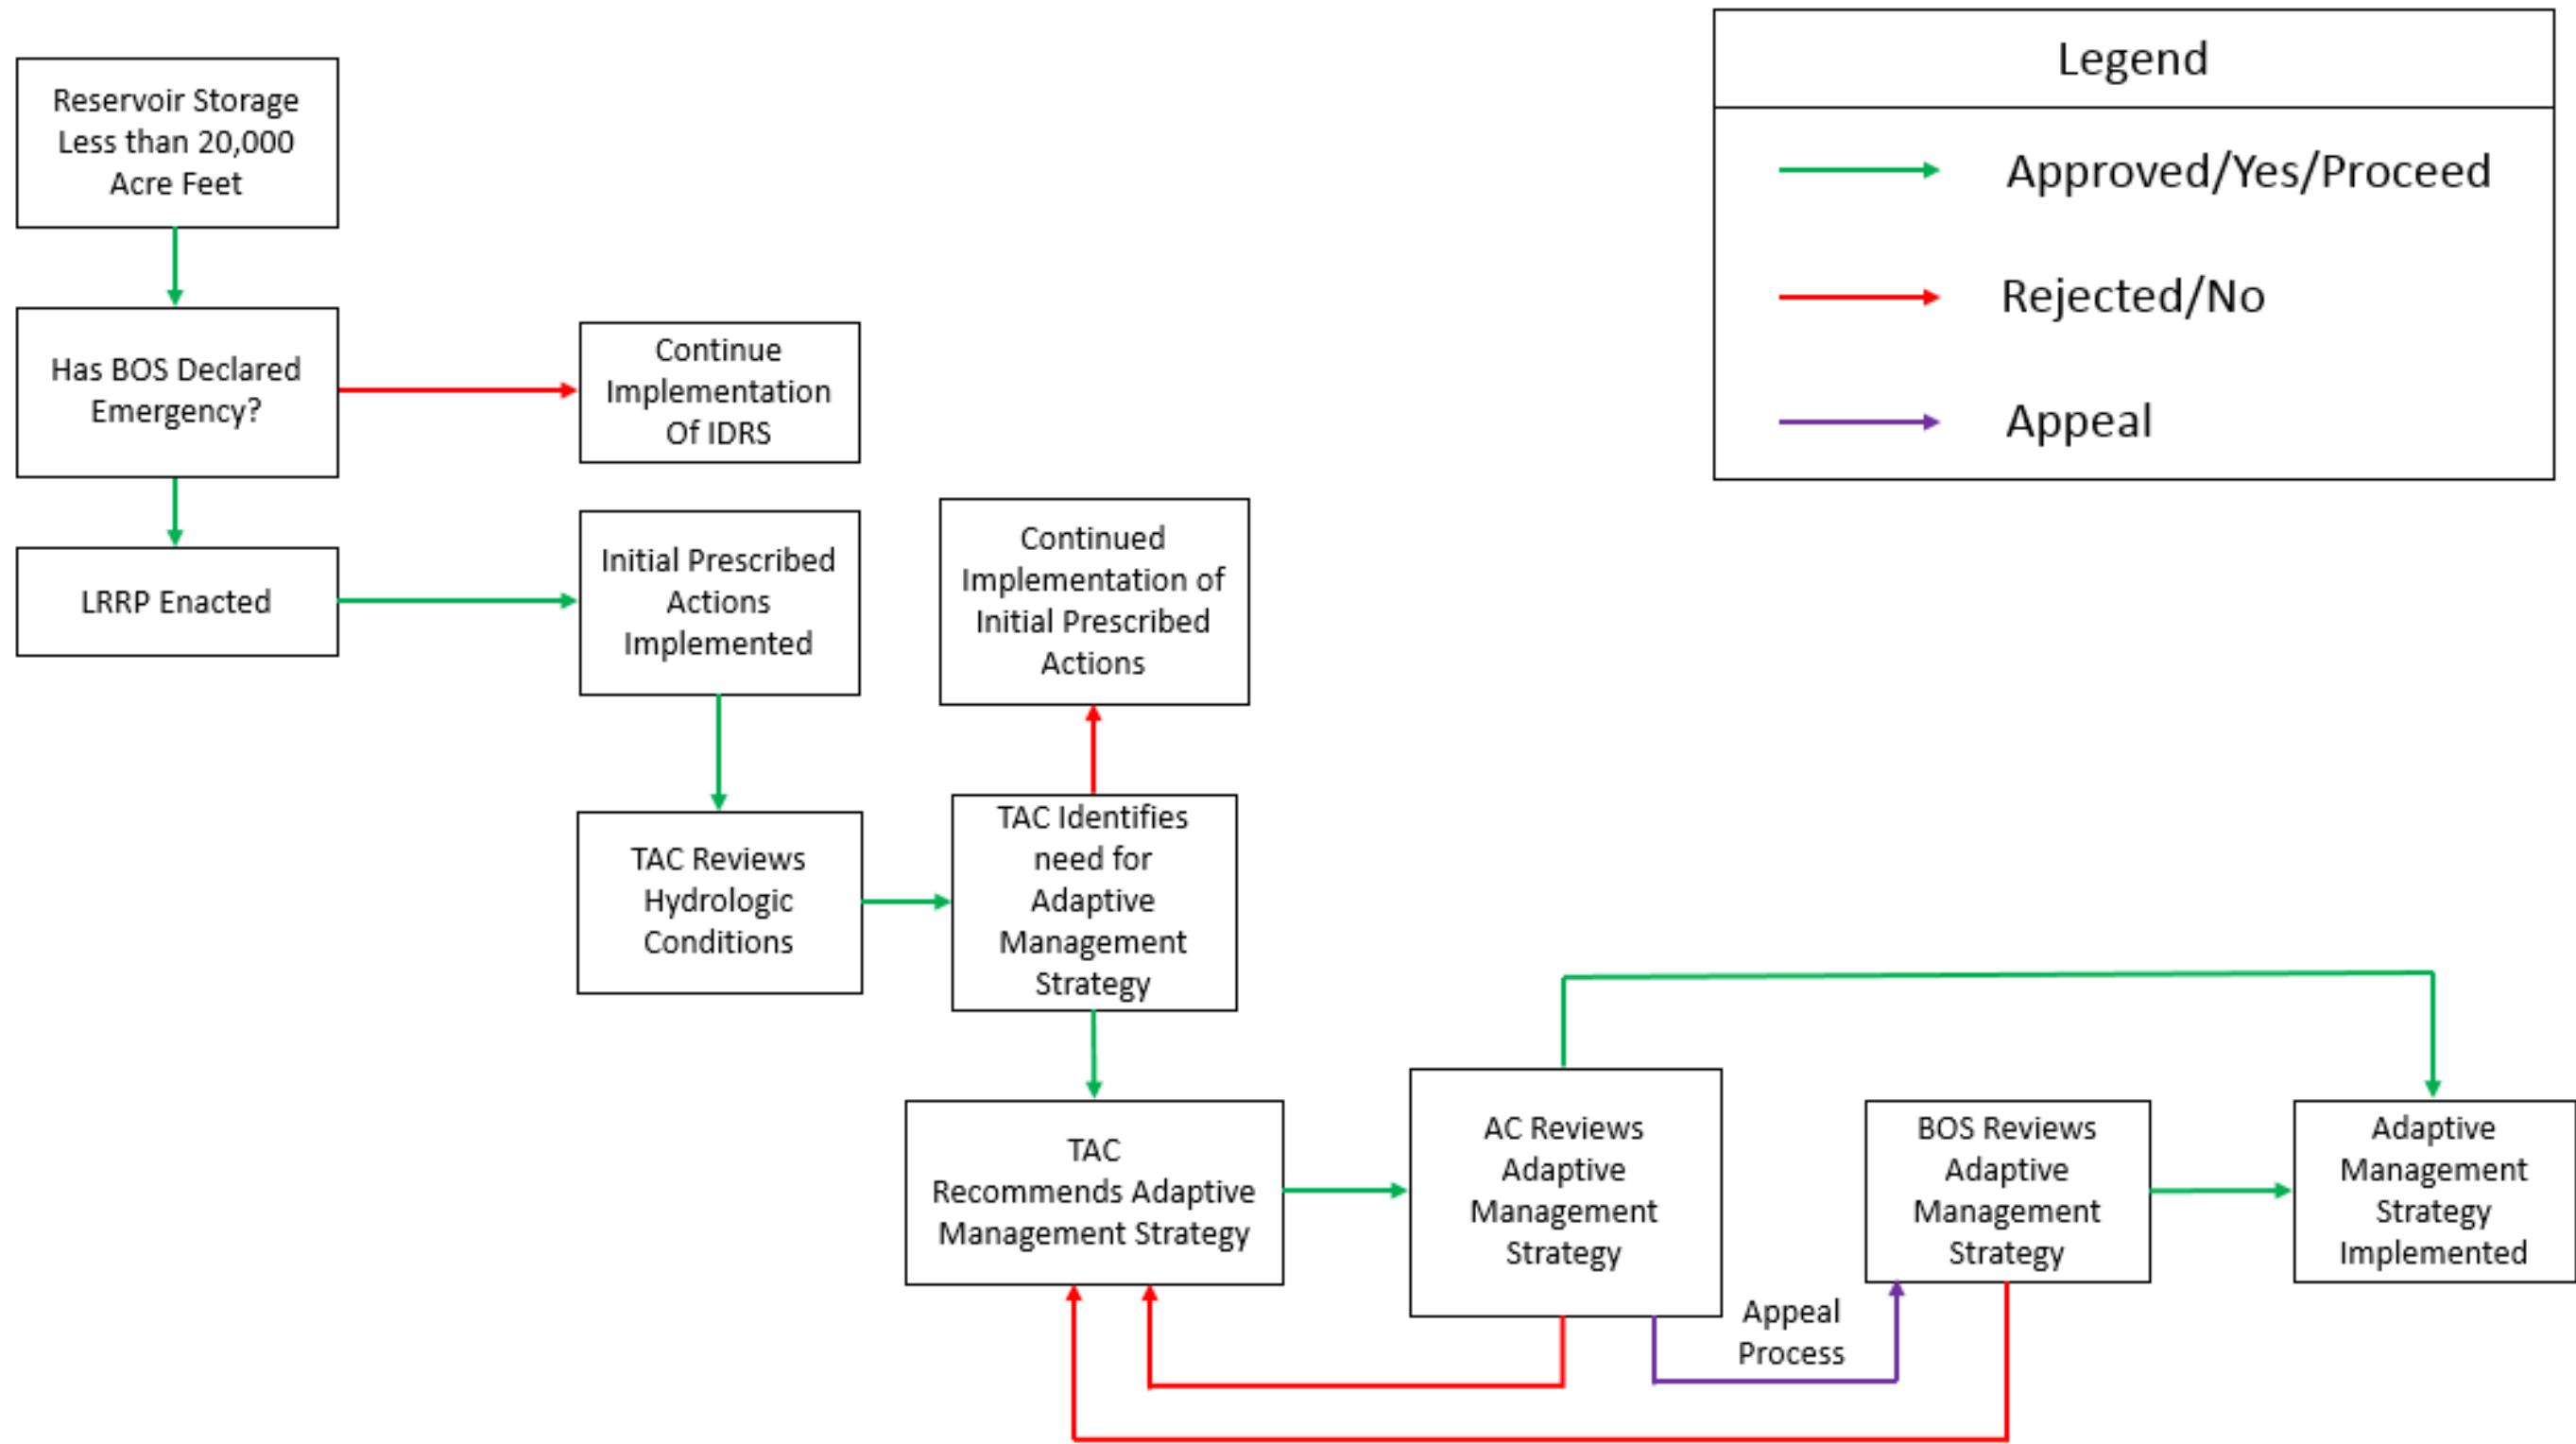 Legend
Approved/Yes/Proceed
Rejected/No
Appeal
Reservoir Storage
Less than 20,000
Acre Feet
Has BOS Declared
Emergency?
Continue
Implementation
Of IDRS
LRRP Enacted
Initial Prescribed
Actions
Implemented
Continued
Implementation of
Initial Prescribed
Actions
TAC Reviews
Hydrologic
Conditions
TAC Identifies
need for
Adaptive
Management
Strategy
TAC
Recommends Adaptive
Management Strategy
AC Reviews
Adaptive
Management
Strategy
Appeal
Process
BOS Reviews
Adaptive
Management
Strategy
Adaptive
Management
Strategy
Implemented